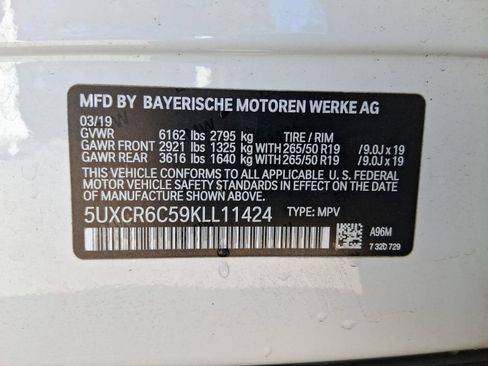 MFD BY BAYERISCHE MOTOREN WERKE AG
03/19
GVWR 6162 lbs 2795 kg TIRE / RIM
GAWR FRONT 2921 lbs 1325 kg WITH 265/50 R19 /9.0J x 19
GAWR REAR 3616 lbs 1640 kg WITH 265/50 R19 /9.0J x 19
THIS VEHICLE CONFORMS TO ALL APPLICABLE U. S. FEDERAL
MOTOR VEHICLE SAFETY STANDARDS IN EFFECT ON THE DATE
OF MANUFACTURE SHOWN ABOVE.
5UXCR6C59KLL11424 TYPE: MPV
A96M
7 320 729